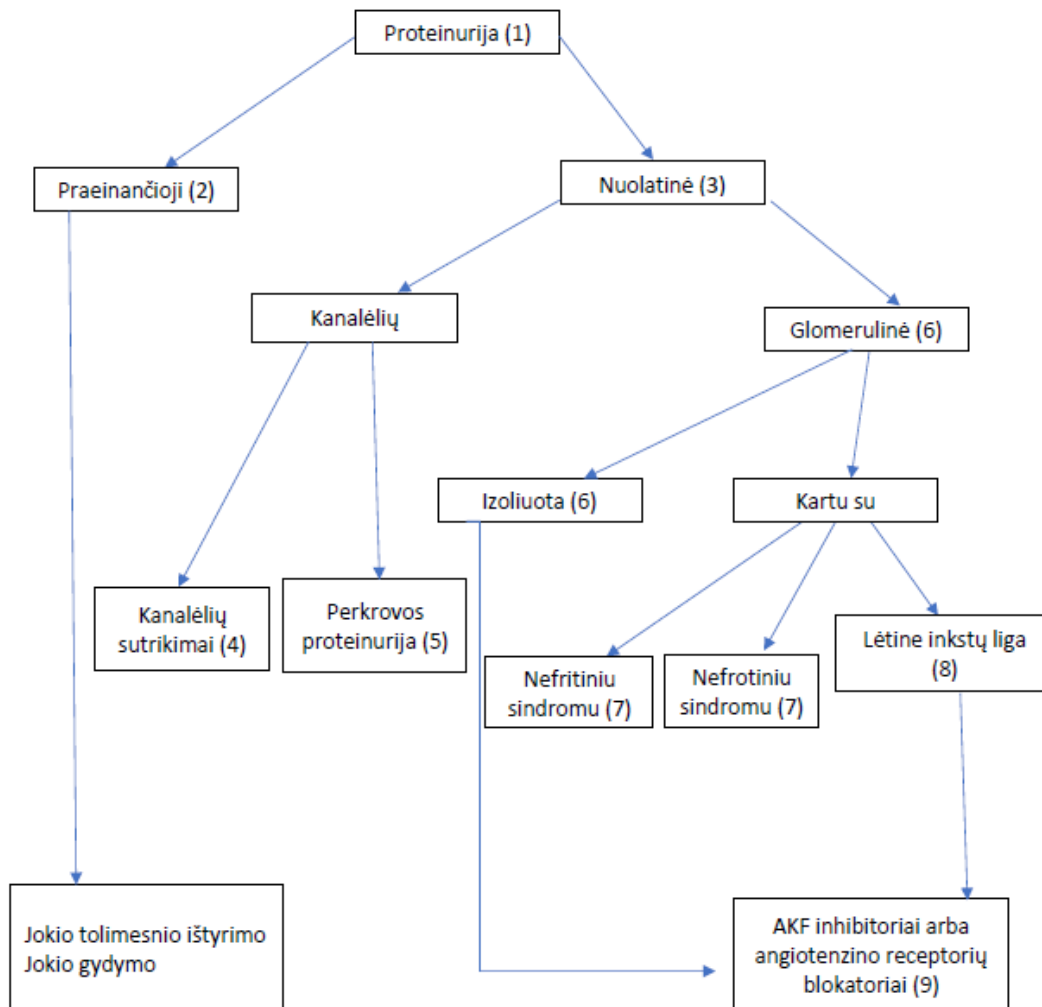 Proteinurija (1)
Praeinančioji (2)
Nuolatinė (3)
Kanalėlių
Glomerulinė (6)
Izoliuota (6)
Kartu su
Kanalėlių
sutrikimai (4)
Perkrovos
proteinurija (5)
Nefritiniu
sindromu (7)
Nefrotiniu
sindromu (7)
Lėtine inkstų liga
(8)
Jokio tolimesnio ištyrimo
Jokio gydymo
AKF inhibitoriai arba
angiotenzino receptorių
blokatoriai (9)